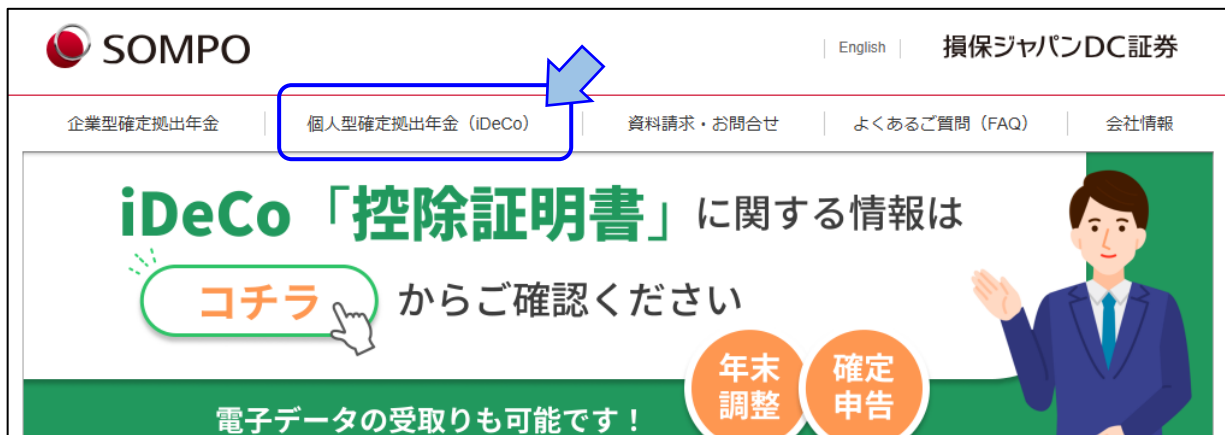 SOMPO
English
損保ジャパンDC証券
企業型確定拠出年金
個人型確定拠出年金（iDeCo）
資料請求・お問合せ
よくあるご質問（FAQ）
会社情報
iDeCo「控除証明書」に関する情報は
コチラ からご確認ください
年末
調整
確定
申告
電子データの受取りも可能です！